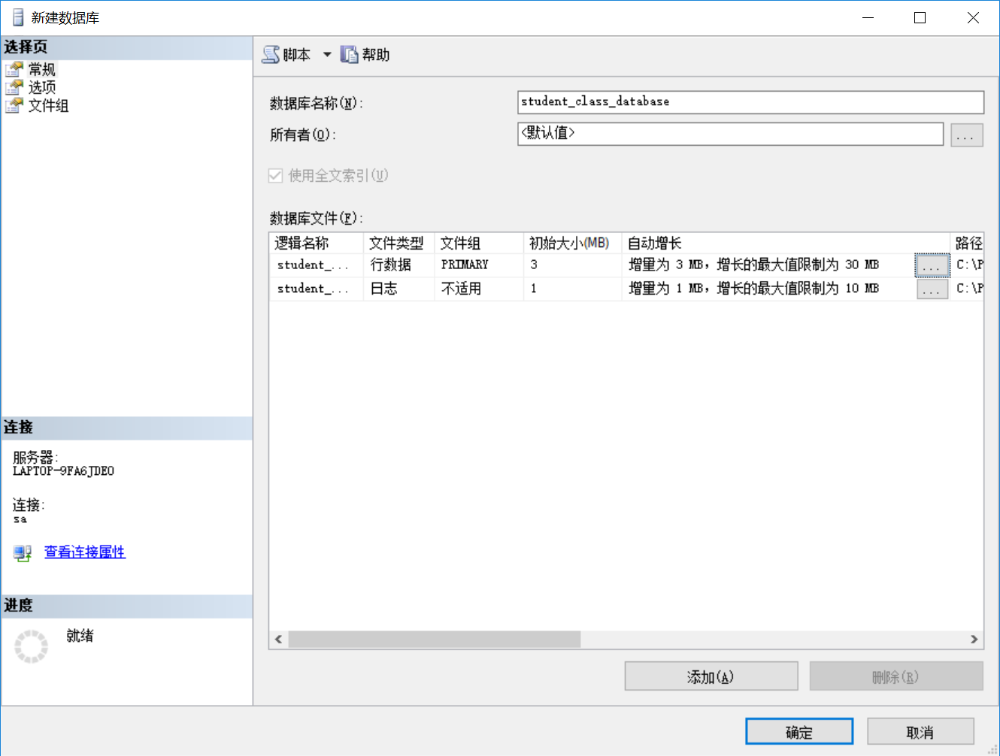 新建数据库
选择页
常规
选项
文件组
脚本 帮助
数据库名称(N): student_class_database
所有者(O): <默认值> ...
使用全文索引(U)
数据库文件(F):
逻辑名称 文件类型 文件组 初始大小(MB) 自动增长 路径
student_... 行数据 PRIMARY 3 增量为 3 MB，增长的最大值限制为 30 MB ... C:\P
student_... 日志 不适用 1 增量为 1 MB，增长的最大值限制为 10 MB ... C:\P
连接
服务器:
LAPTOP-9FA6JDEO
连接:
sa
查看连接属性
进度
就绪
添加(A) 删除(R)
确定 取消